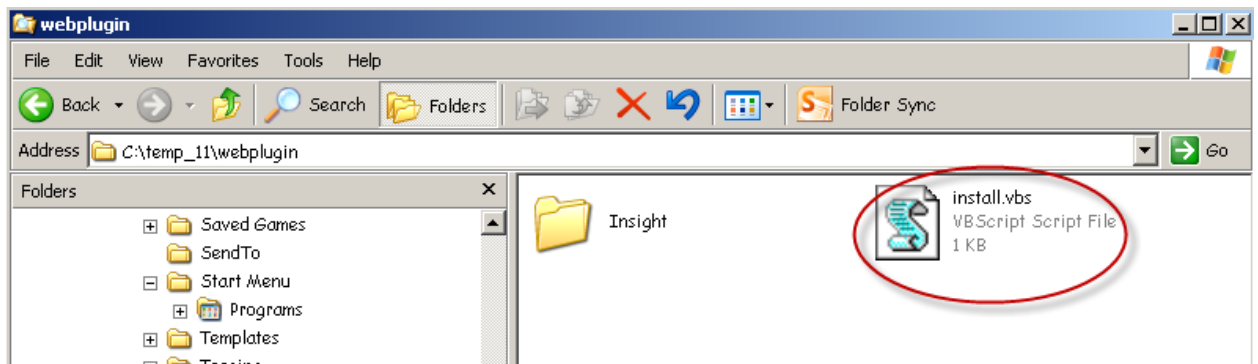 webplugin
File Edit View Favorites Tools Help
Back Search Folders Folder Sync
Address C:\temp_11\webplugin Go
Folders
Saved Games
SendTo
Start Menu
Programs
Templates
Insight
install.vbs
VBScript Script File
1 KB